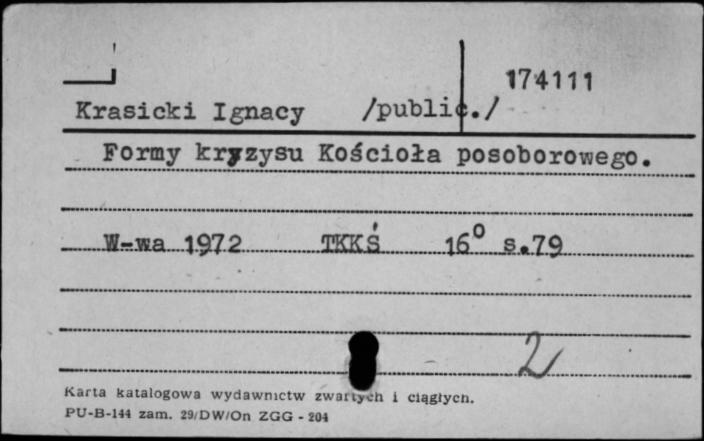 174111
Krasicki Ignacy /public./
Formy kryzysu Kościoła posoborowego.
W-wa 1972 TKKŚ 16⁰ s.79
2
Karta katalogowa wydawnictw zwartych i ciągłych.
PU-B-144 zam. 29/DW/On ZGG - 204